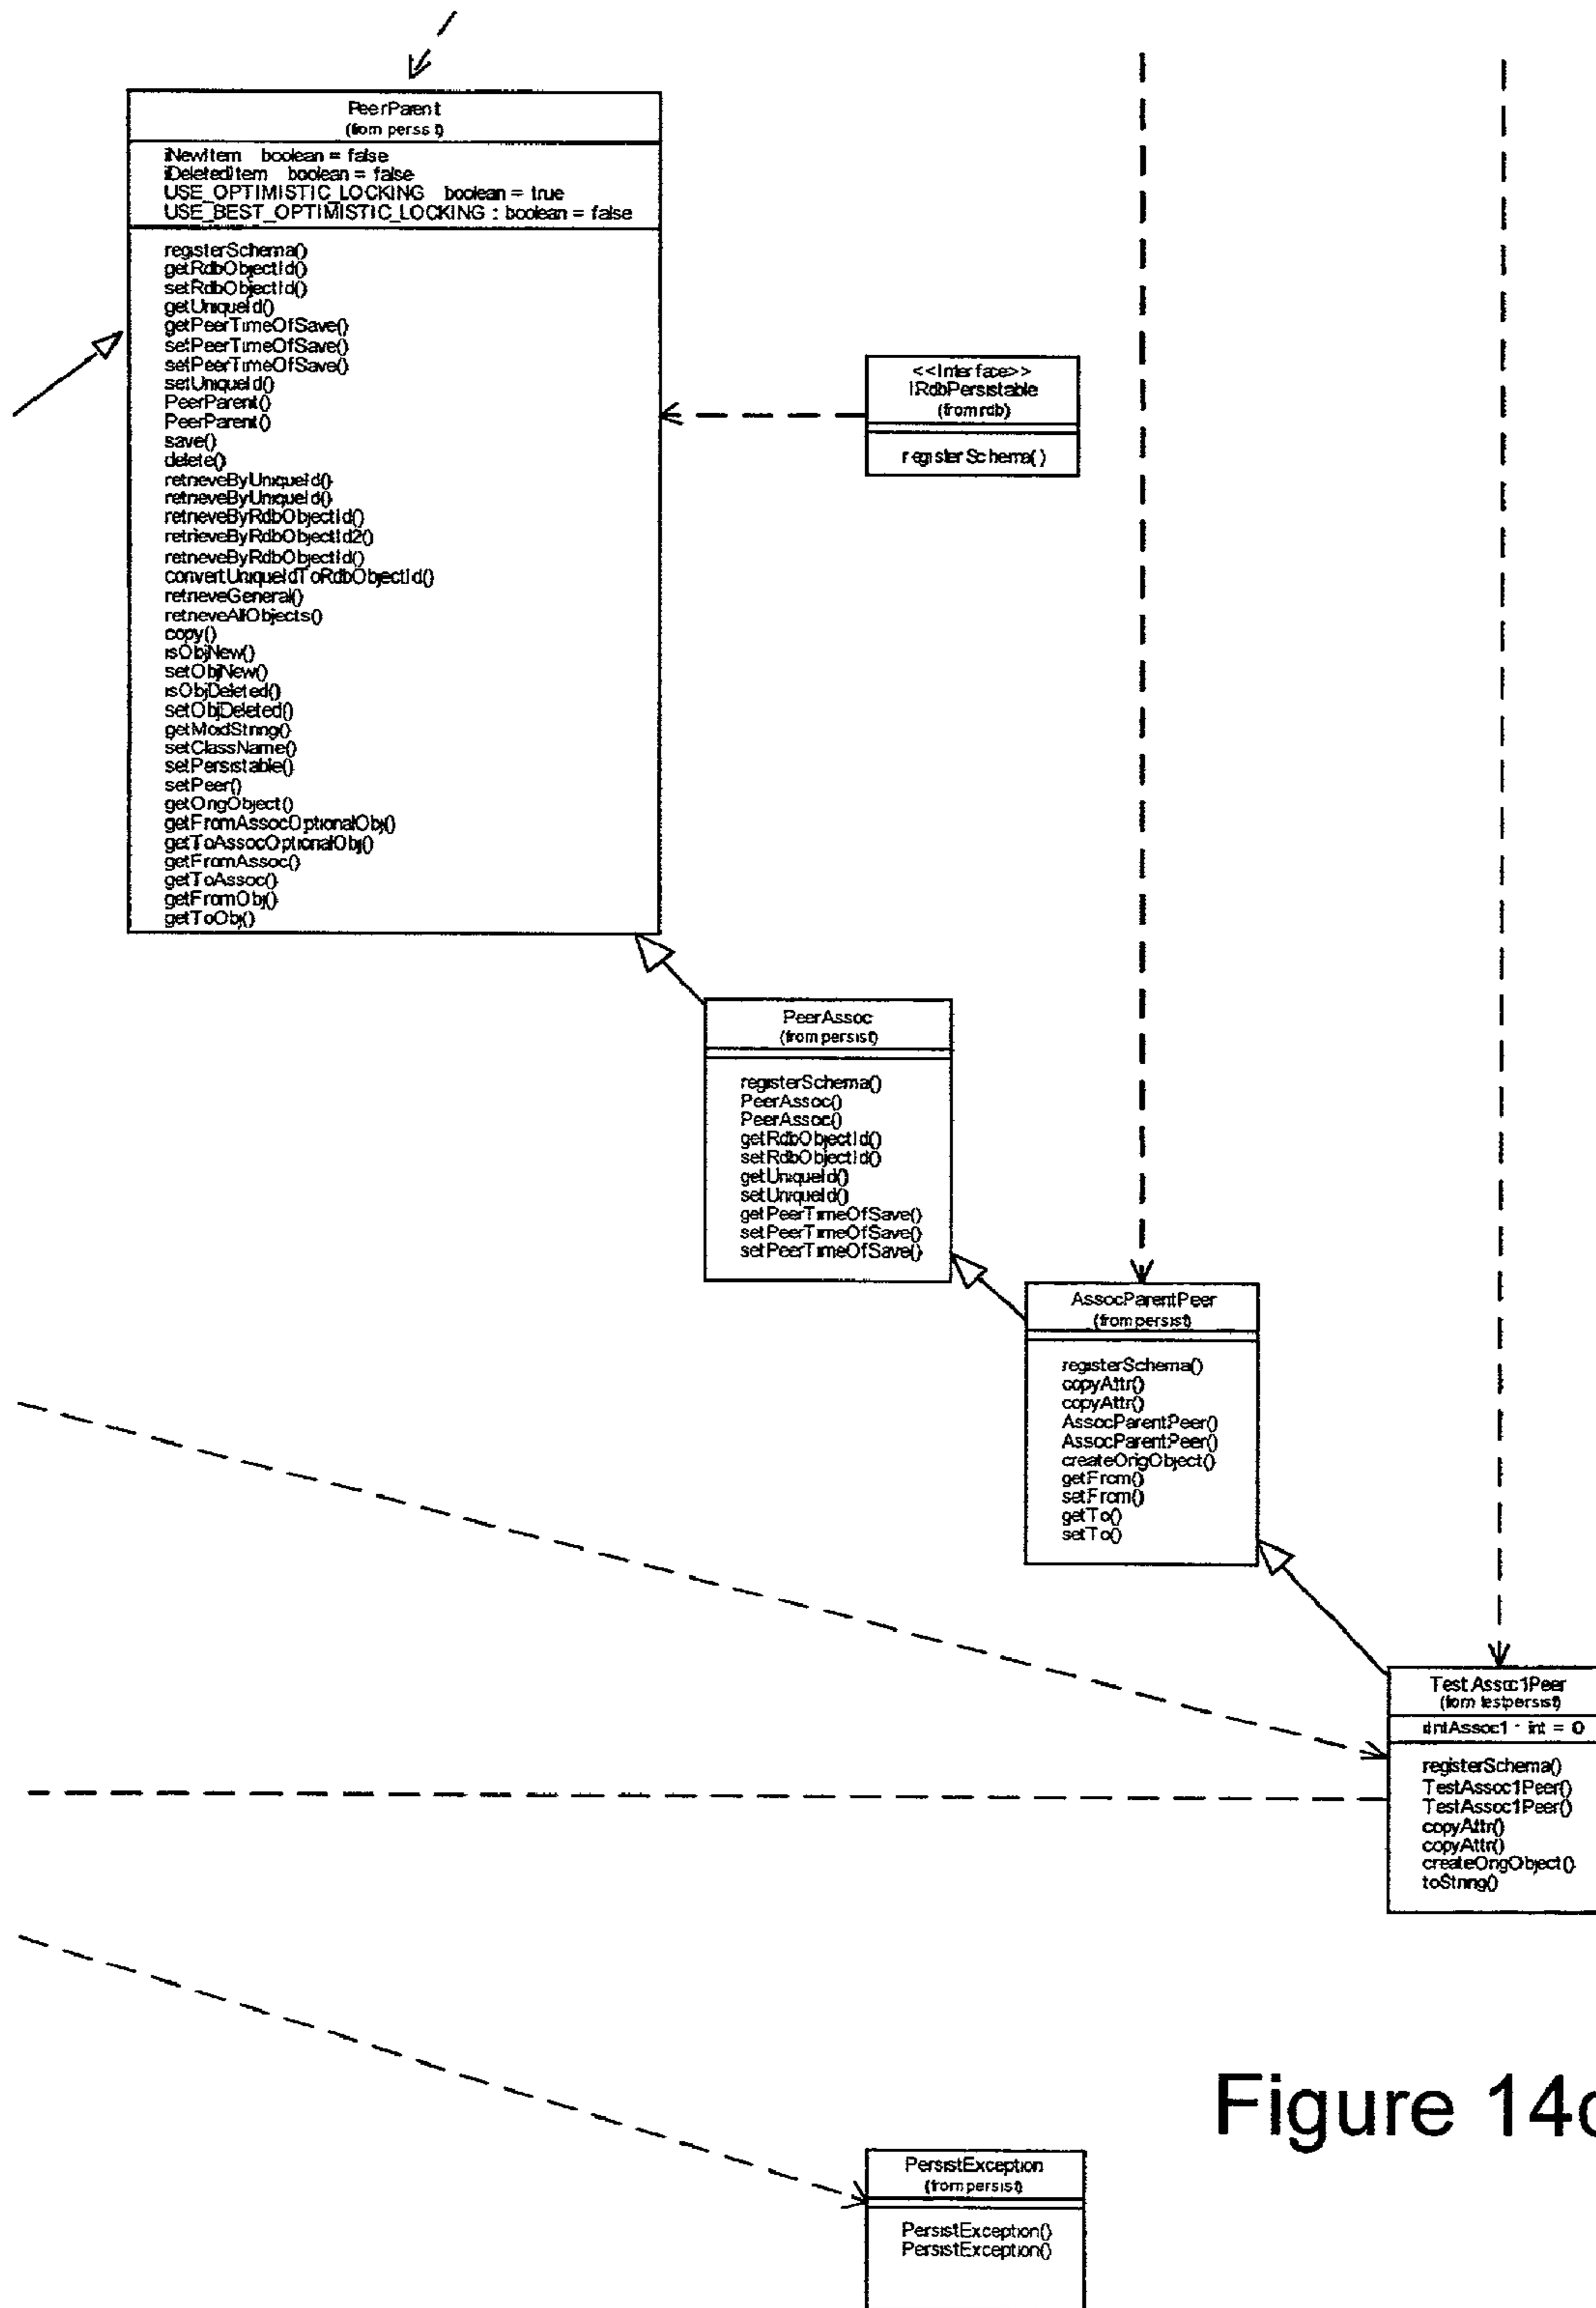 PeerParent
(from persist)
iNewItem boolean = false
iDeletedItem boolean = false
USE_OPTIMISTIC_LOCKING boolean = true
USE_BEST_OPTIMISTIC_LOCKING : boolean = false
registerSchema()
getRdbObjectId()
setRdbObjectId()
getUniqueId()
getPeerTimeOfSave()
setPeerTimeOfSave()
setPeerTimeOfSave()
setUniqueId()
PeerParent()
PeerParent()
save()
delete()
retrieveByUniqueId()
retrieveByUniqueId()
retrieveByRdbObjectId()
retrieveByRdbObjectId2()
retrieveByRdbObjectId()
convertUniqueIdToRdbObjectId()
retrieveGeneral()
retrieveAllObjects()
copy()
isObjNew()
setObjNew()
isObjDeleted()
setObjDeleted()
getModString()
setClassName()
setPersistable()
setPeer()
getOrigObject()
getFromAssocOptionalObj()
getToAssocOptionalObj()
getFromAssoc()
getToAssoc()
getFromObj()
getToObj()
<<Interface>>
IRdbPersistable
(from rdb)
registerSchema()
PeerAssoc
(from persist)
registerSchema()
PeerAssoc()
PeerAssoc()
getRdbObjectId()
setRdbObjectId()
getUniqueId()
setUniqueId()
getPeerTimeOfSave()
setPeerTimeOfSave()
setPeerTimeOfSave()
AssocParentPeer
(from persist)
registerSchema()
copyAttr()
copyAttr()
AssocParentPeer()
AssocParentPeer()
createOrigObject()
getFrom()
setFrom()
getTo()
setTo()
TestAssoc1Peer
(from testpersist)
iIntAssoc1 : int = 0
registerSchema()
TestAssoc1Peer()
TestAssoc1Peer()
copyAttr()
copyAttr()
createOrigObject()
toString()
Figure 14
PersistException
(from persist)
PersistException()
PersistException()